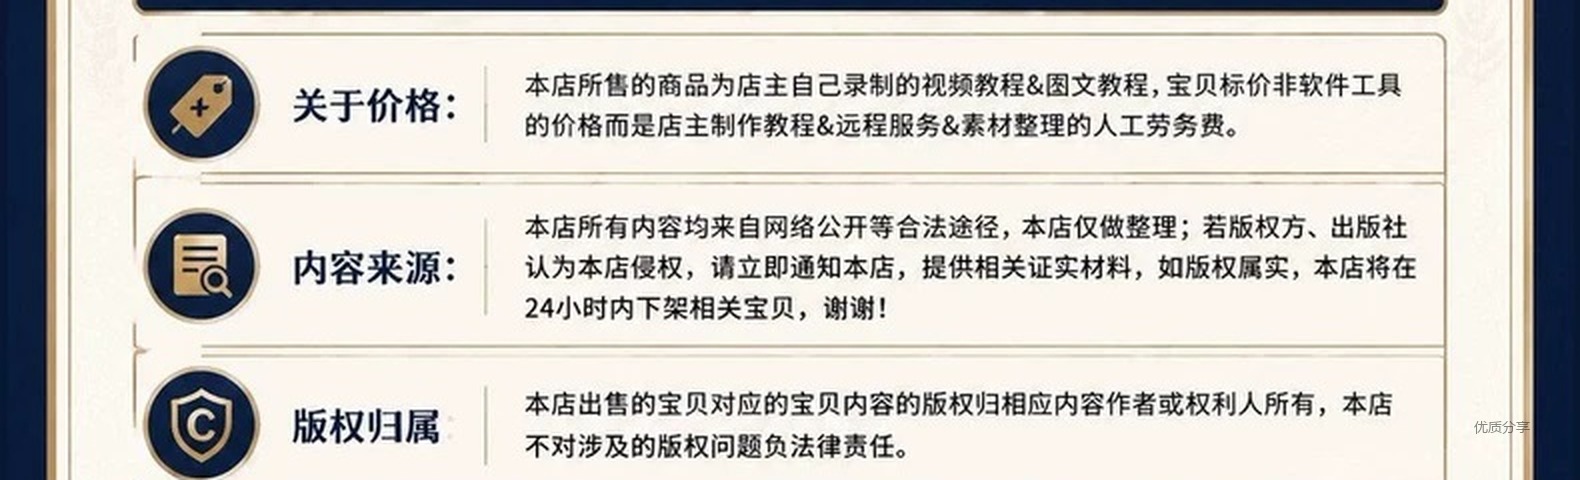 关于价格：
本店所售的商品为店主自己录制的视频教程&图文教程，宝贝标价非软件工具
的价格而是店主制作教程&远程服务&素材整理的人工劳务费。
内容来源：
本店所有内容均来自网络公开等合法途径，本店仅做整理；若版权方、出版社
认为本店侵权，请立即通知本店，提供相关证实材料，如版权属实，本店将在
24小时内下架相关宝贝，谢谢！
版权归属
本店出售的宝贝对应的宝贝内容的版权归相应内容作者或权利人所有，本店
不对涉及的版权问题负法律责任。
优质分享